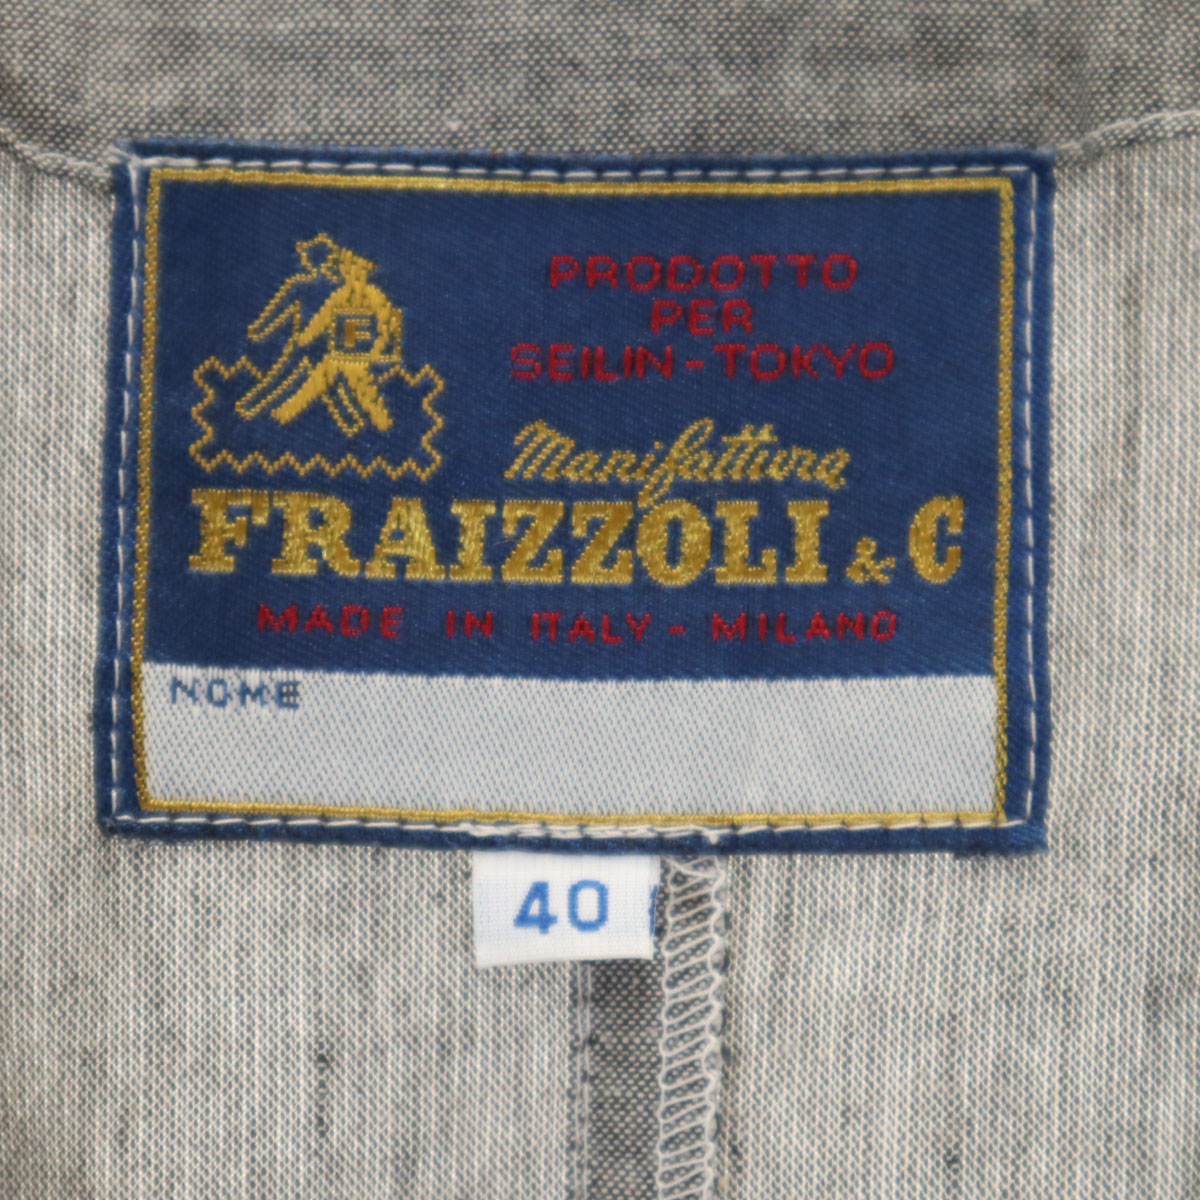 PRODOTTO
PER
SEILIN-TOKYO
F
Manifattura
FRAIZZOLI & C
MADE IN ITALY - MILANO
NOME
40